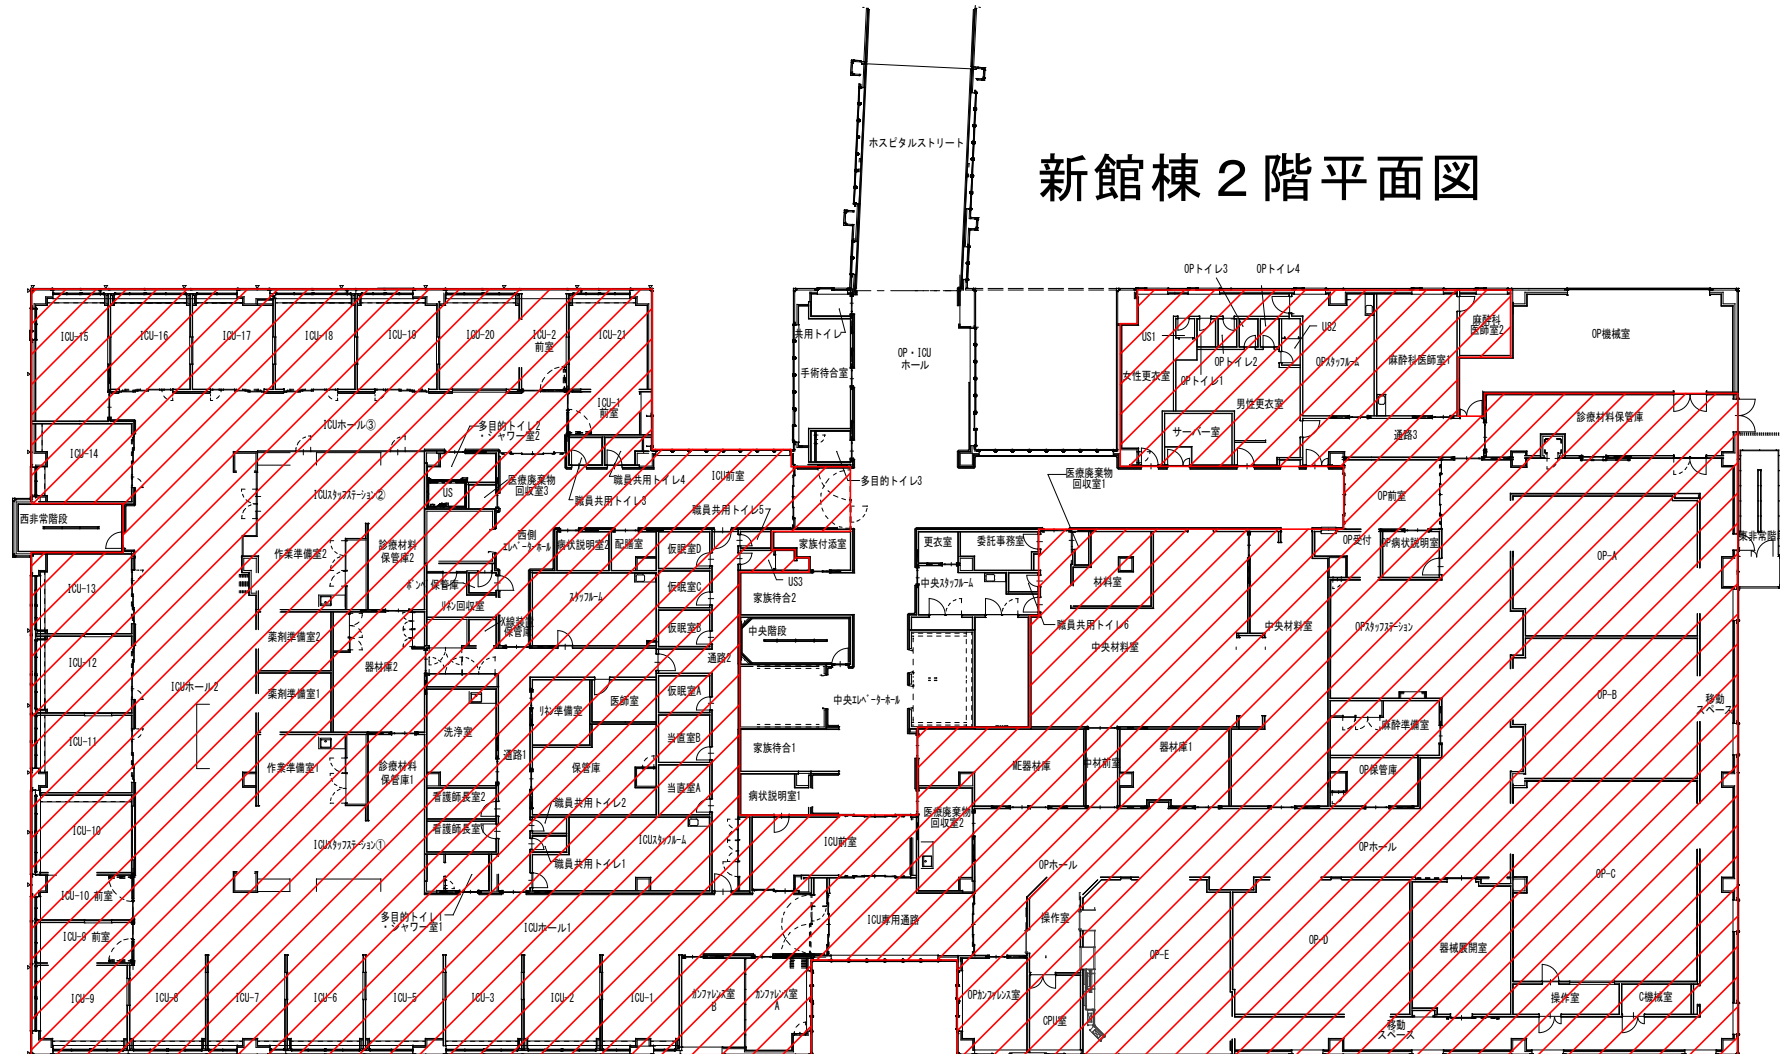 ホスピタルストリート
新館棟２階平面図
OPトイレ3
OPトイレ4
ICU-15
ICU-16
ICU-17
ICU-18
ICU-19
ICU-20
ICU-2
前室
ICU-21
共用トイレ
手術待合室
OP・ICU
ホール
US1
US2
女性更衣室
OPトイレ1
OPトイレ2
OPスタッフルーム
麻酔科医師室1
麻酔科
医師室2
OP機械室
男性更衣室
サーバー室
通路3
診療材料保管庫
ICU-1
前室
ICUホール③
多目的トイレ2
・シャワー室2
ICU-14
ICUスタッフステーション②
US
医療廃棄物
回収室3
職員共用トイレ3
職員共用トイレ4
ICU前室
多目的トイレ3
医療廃棄物
回収室1
OP前室
西非常階段
職員共用トイレ5
東非常階段
作業準備室2
診療材料
保管庫2
西側
エレベーターホール
病状説明室2
配膳室
仮眠室D
家族付添室
更衣室
委託事務室
OP受付
OP病状説明室
OP-A
ICU-13
ボンベ保管庫
リネン回収室
スタッフルーム
仮眠室C
US3
家族待合2
中央スタッフルーム
材料室
X線装置
保管庫
薬剤準備室2
仮眠室B
中央階段
職員共用トイレ6
中央材料室
中央材料室
OPスタッフステーション
ICU-12
器材庫2
通路2
ICUホール2
薬剤準備室1
仮眠室A
医師室
リネン準備室
中央エレベーターホール
OP-B
移動
スペース
洗浄室
麻酔準備室
ICU-11
通路1
当直室B
家族待合1
器材庫1
作業準備室1
診療材料
保管庫1
保管庫
ME器材庫
中材前室
OP保管庫
看護師長室2
職員共用トイレ2
当直室A
病状説明室1
医療廃棄物
回収室2
ICU-10
看護師長室1
ICUスタッフステーション①
ICUスタッフルーム
ICU前室
OPホール
OPホール
職員共用トイレ1
OP-C
ICU-10 前室
多目的トイレ1
・シャワー室1
ICUホール1
ICU専用通路
操作室
ICU-9 前室
OP-E
OP-D
器械展開室
ICU-9
ICU-8
ICU-7
ICU-6
ICU-5
ICU-3
ICU-2
ICU-1
カンファレンス室
B
カンファレンス室
A
OPカンファレンス室
CPU室
操作室
C機械室
移動
スペース